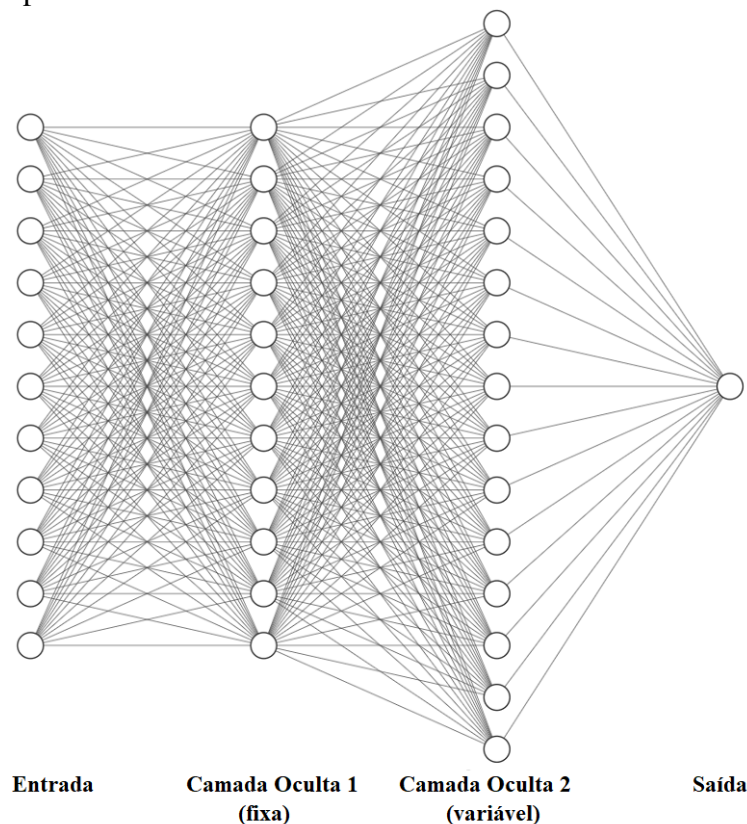 Entrada
Camada Oculta 1
(fixa)
Camada Oculta 2
(variável)
Saída